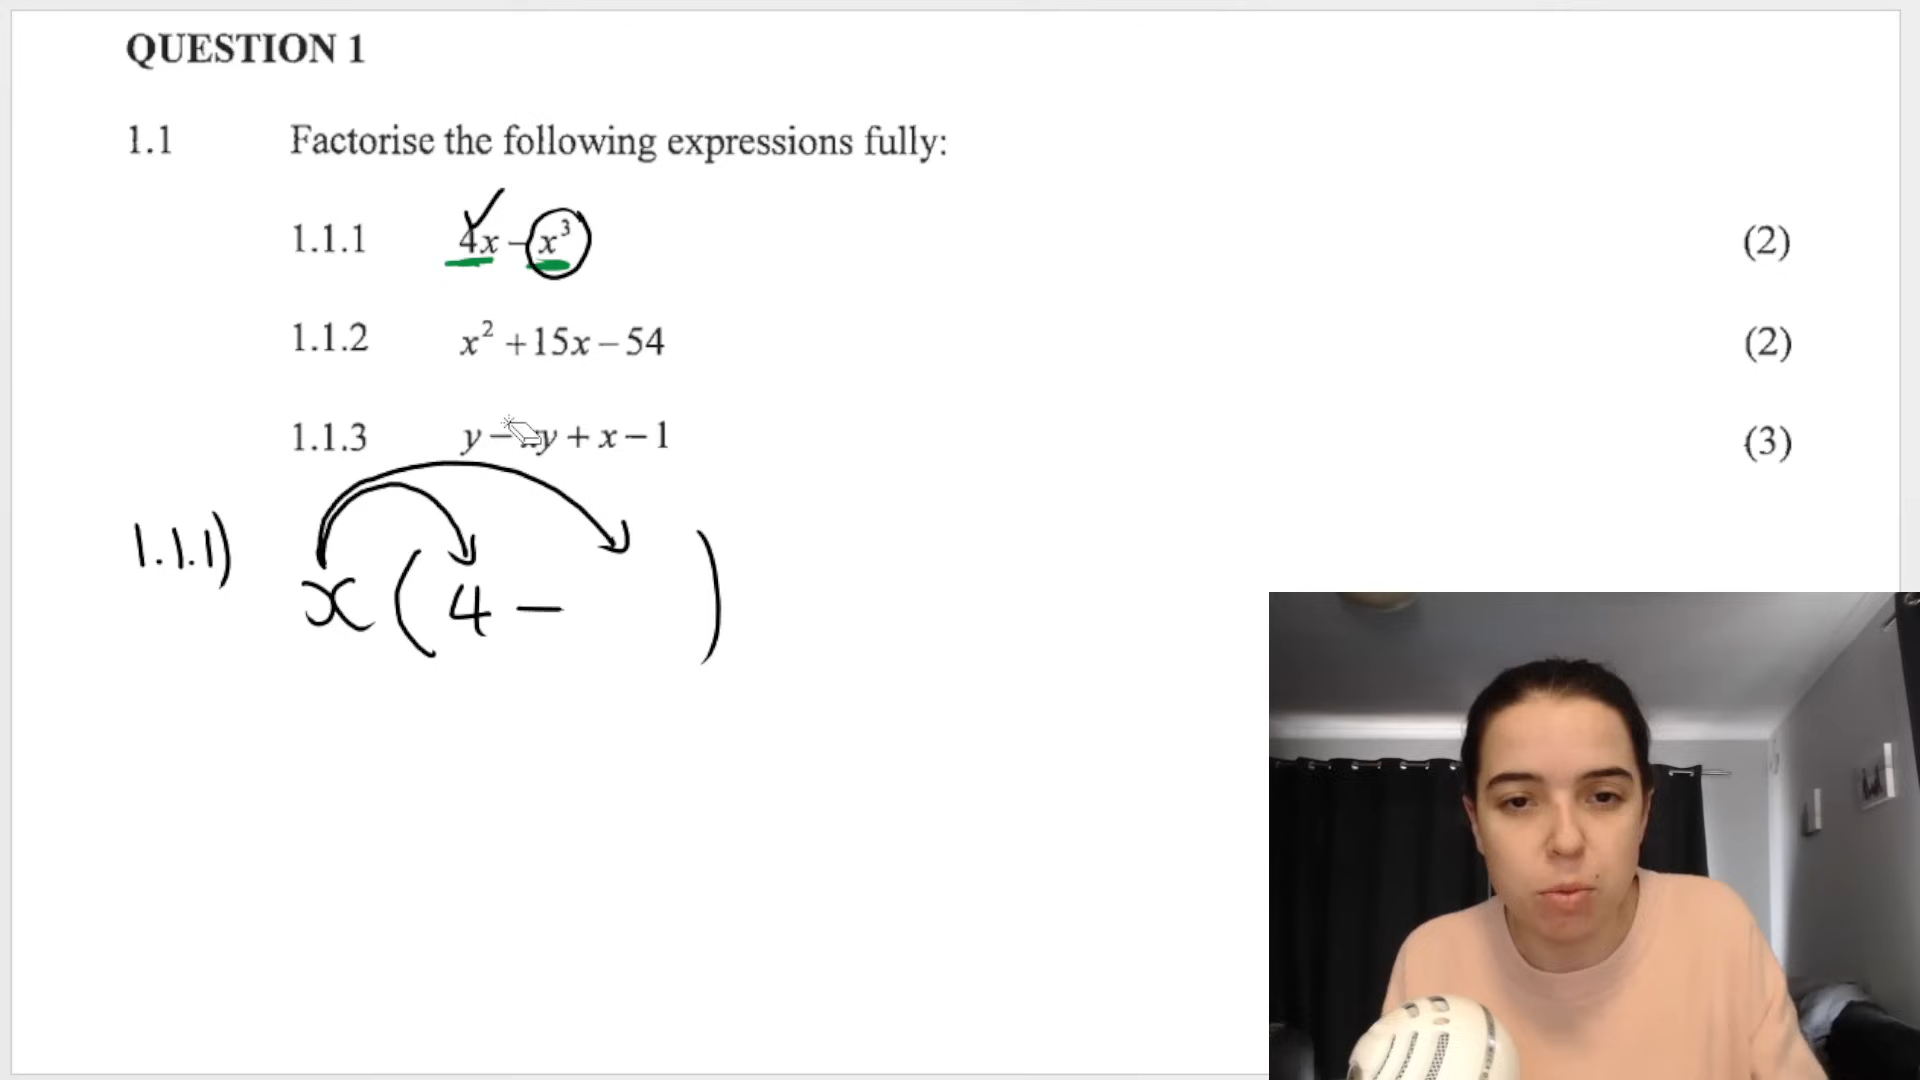 QUESTION 1
1.1 Factorise the following expressions fully:
1.1.1 4x – x³ (2)
1.1.2 x² + 15x – 54 (2)
1.1.3 y – y + x – 1 (3)
1.1.1) x ( 4 – )